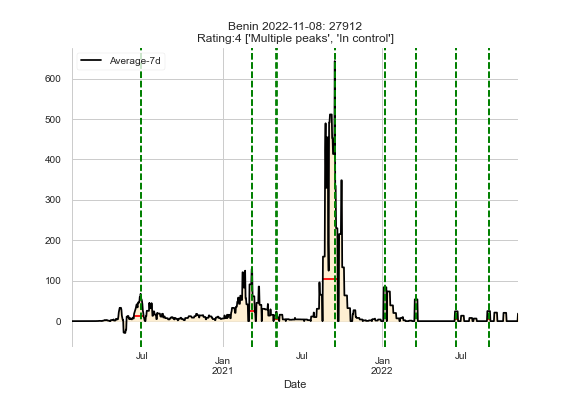 Benin 2022-11-08: 27912
Rating:4 ['Multiple peaks', 'In control']
Average-7d
600
500
400
300
200
100
0
Jul
Jan
2021
Jul
Jan
2022
Jul
Date